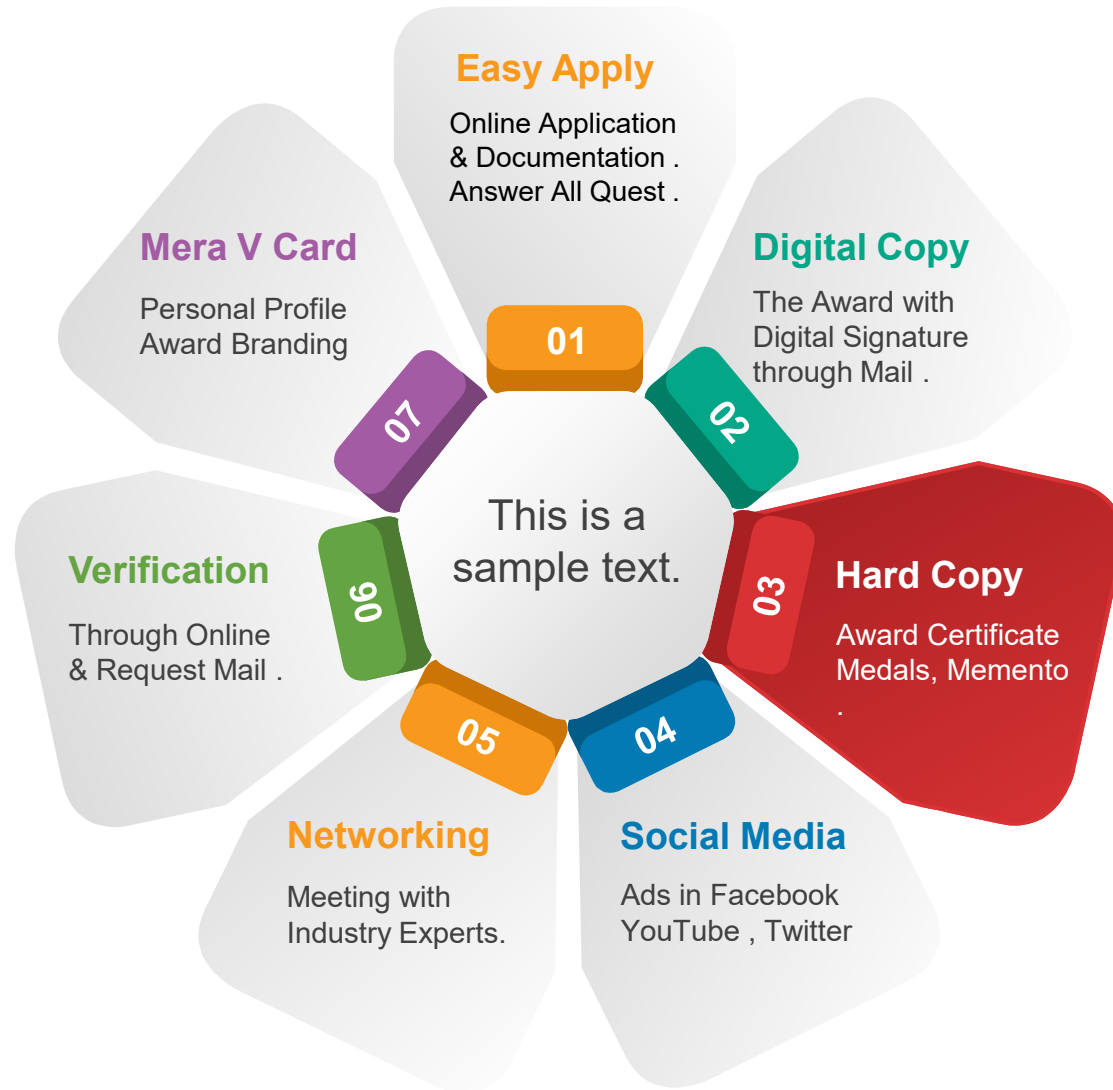 Easy Apply
Online Application
& Documentation .
Answer All Quest .
01
Digital Copy
The Award with
Digital Signature
through Mail .
02
Hard Copy
Award Certificate
Medals, Memento
.
03
Social Media
Ads in Facebook
YouTube , Twitter
04
Networking
Meeting with
Industry Experts.
05
Verification
Through Online
& Request Mail .
06
Mera V Card
Personal Profile
Award Branding
07
This is a
sample text.